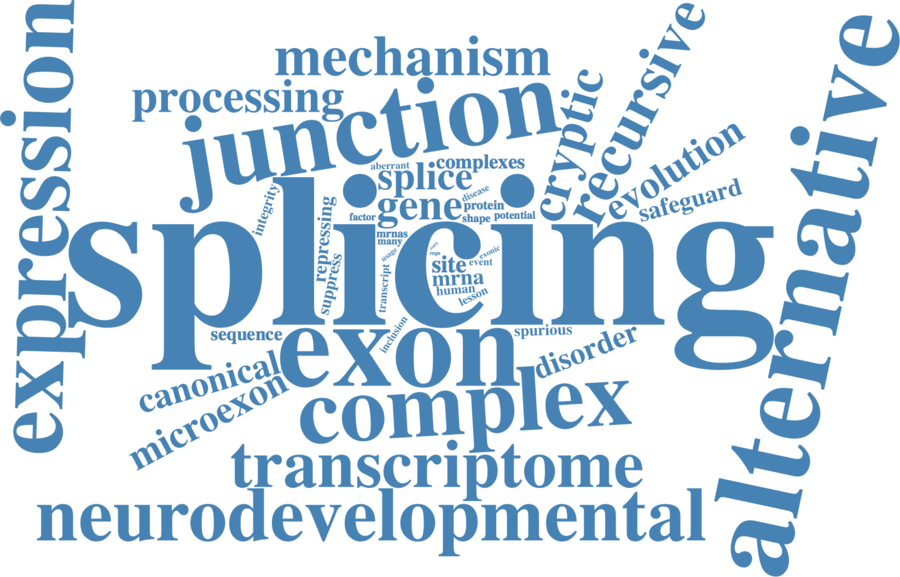 expression
mechanism
processing
junction
cryptic
recursive
alternative
evolution
safeguard
aberrant
complexes
splice
disease
integrity
gene
protein
factor
shape
potential
splicing
repressing
suppress
mrnas
many
usage
transcript
exonic
site
event
mrna
human
lesson
inclusion
sequence
spurious
exon
disorder
canonical
microexon
complex
transcriptome
neurodevelopmental